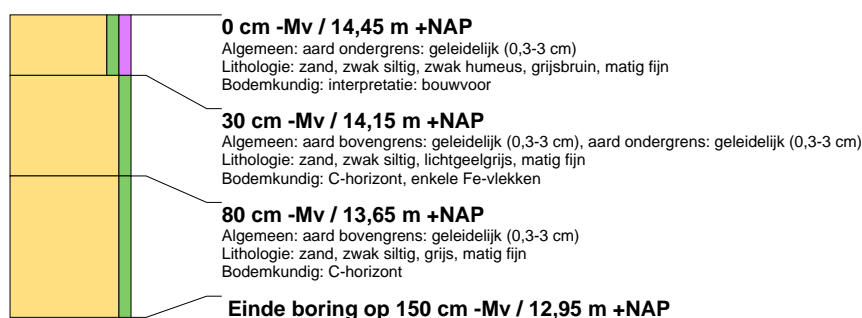 0 cm -Mv / 14,45 m +NAP
Algemeen: aard ondergrens: geleidelijk (0,3-3 cm)
Lithologie: zand, zwak siltig, zwak humeus, grijsbruin, matig fijn
Bodemkundig: interpretatie: bouwvoor
30 cm -Mv / 14,15 m +NAP
Algemeen: aard bovengrens: geleidelijk (0,3-3 cm), aard ondergrens: geleidelijk (0,3-3 cm)
Lithologie: zand, zwak siltig, lichtgeelgrijs, matig fijn
Bodemkundig: C-horizont, enkele Fe-vlekken
80 cm -Mv / 13,65 m +NAP
Algemeen: aard bovengrens: geleidelijk (0,3-3 cm)
Lithologie: zand, zwak siltig, grijs, matig fijn
Bodemkundig: C-horizont
Einde boring op 150 cm -Mv / 12,95 m +NAP